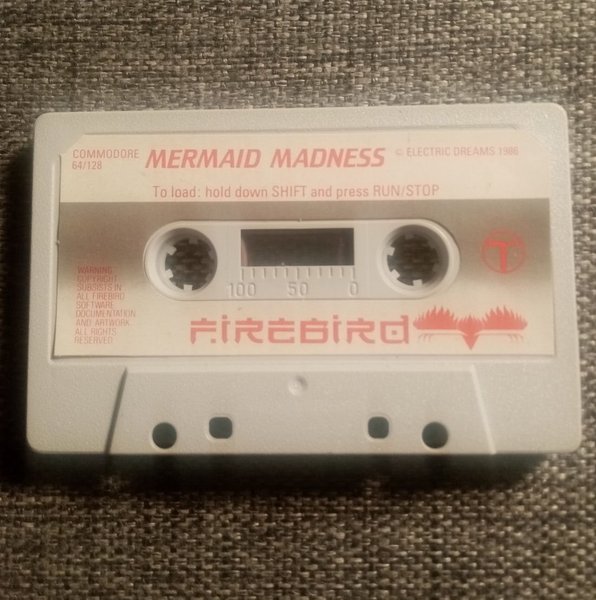 COMMODORE
64/128
MERMAID MADNESS
© ELECTRIC DREAMS 1986
To load: hold down SHIFT and press RUN/STOP
WARNING:
COPYRIGHT
SUBSISTS IN
ALL FIREBIRD
SOFTWARE
DOCUMENTATION
AND ARTWORK.
ALL RIGHTS
RESERVED
100 50 0
FIREBIRD